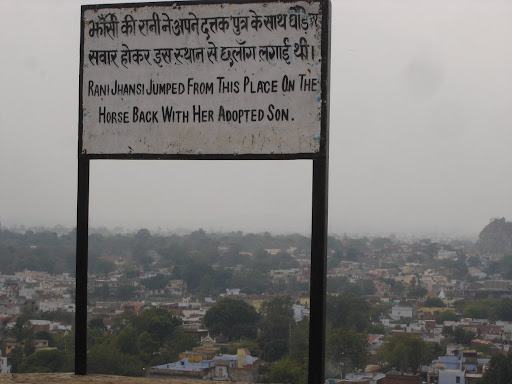 झाँसी की रानी ने अपने दत्तक पुत्र के साथ घोड़े पर
सवार होकर इस स्थान से छलाँग लगाई थी।
RANI JHANSI JUMPED FROM THIS PLACE ON THE
HORSE BACK WITH HER ADOPTED SON.